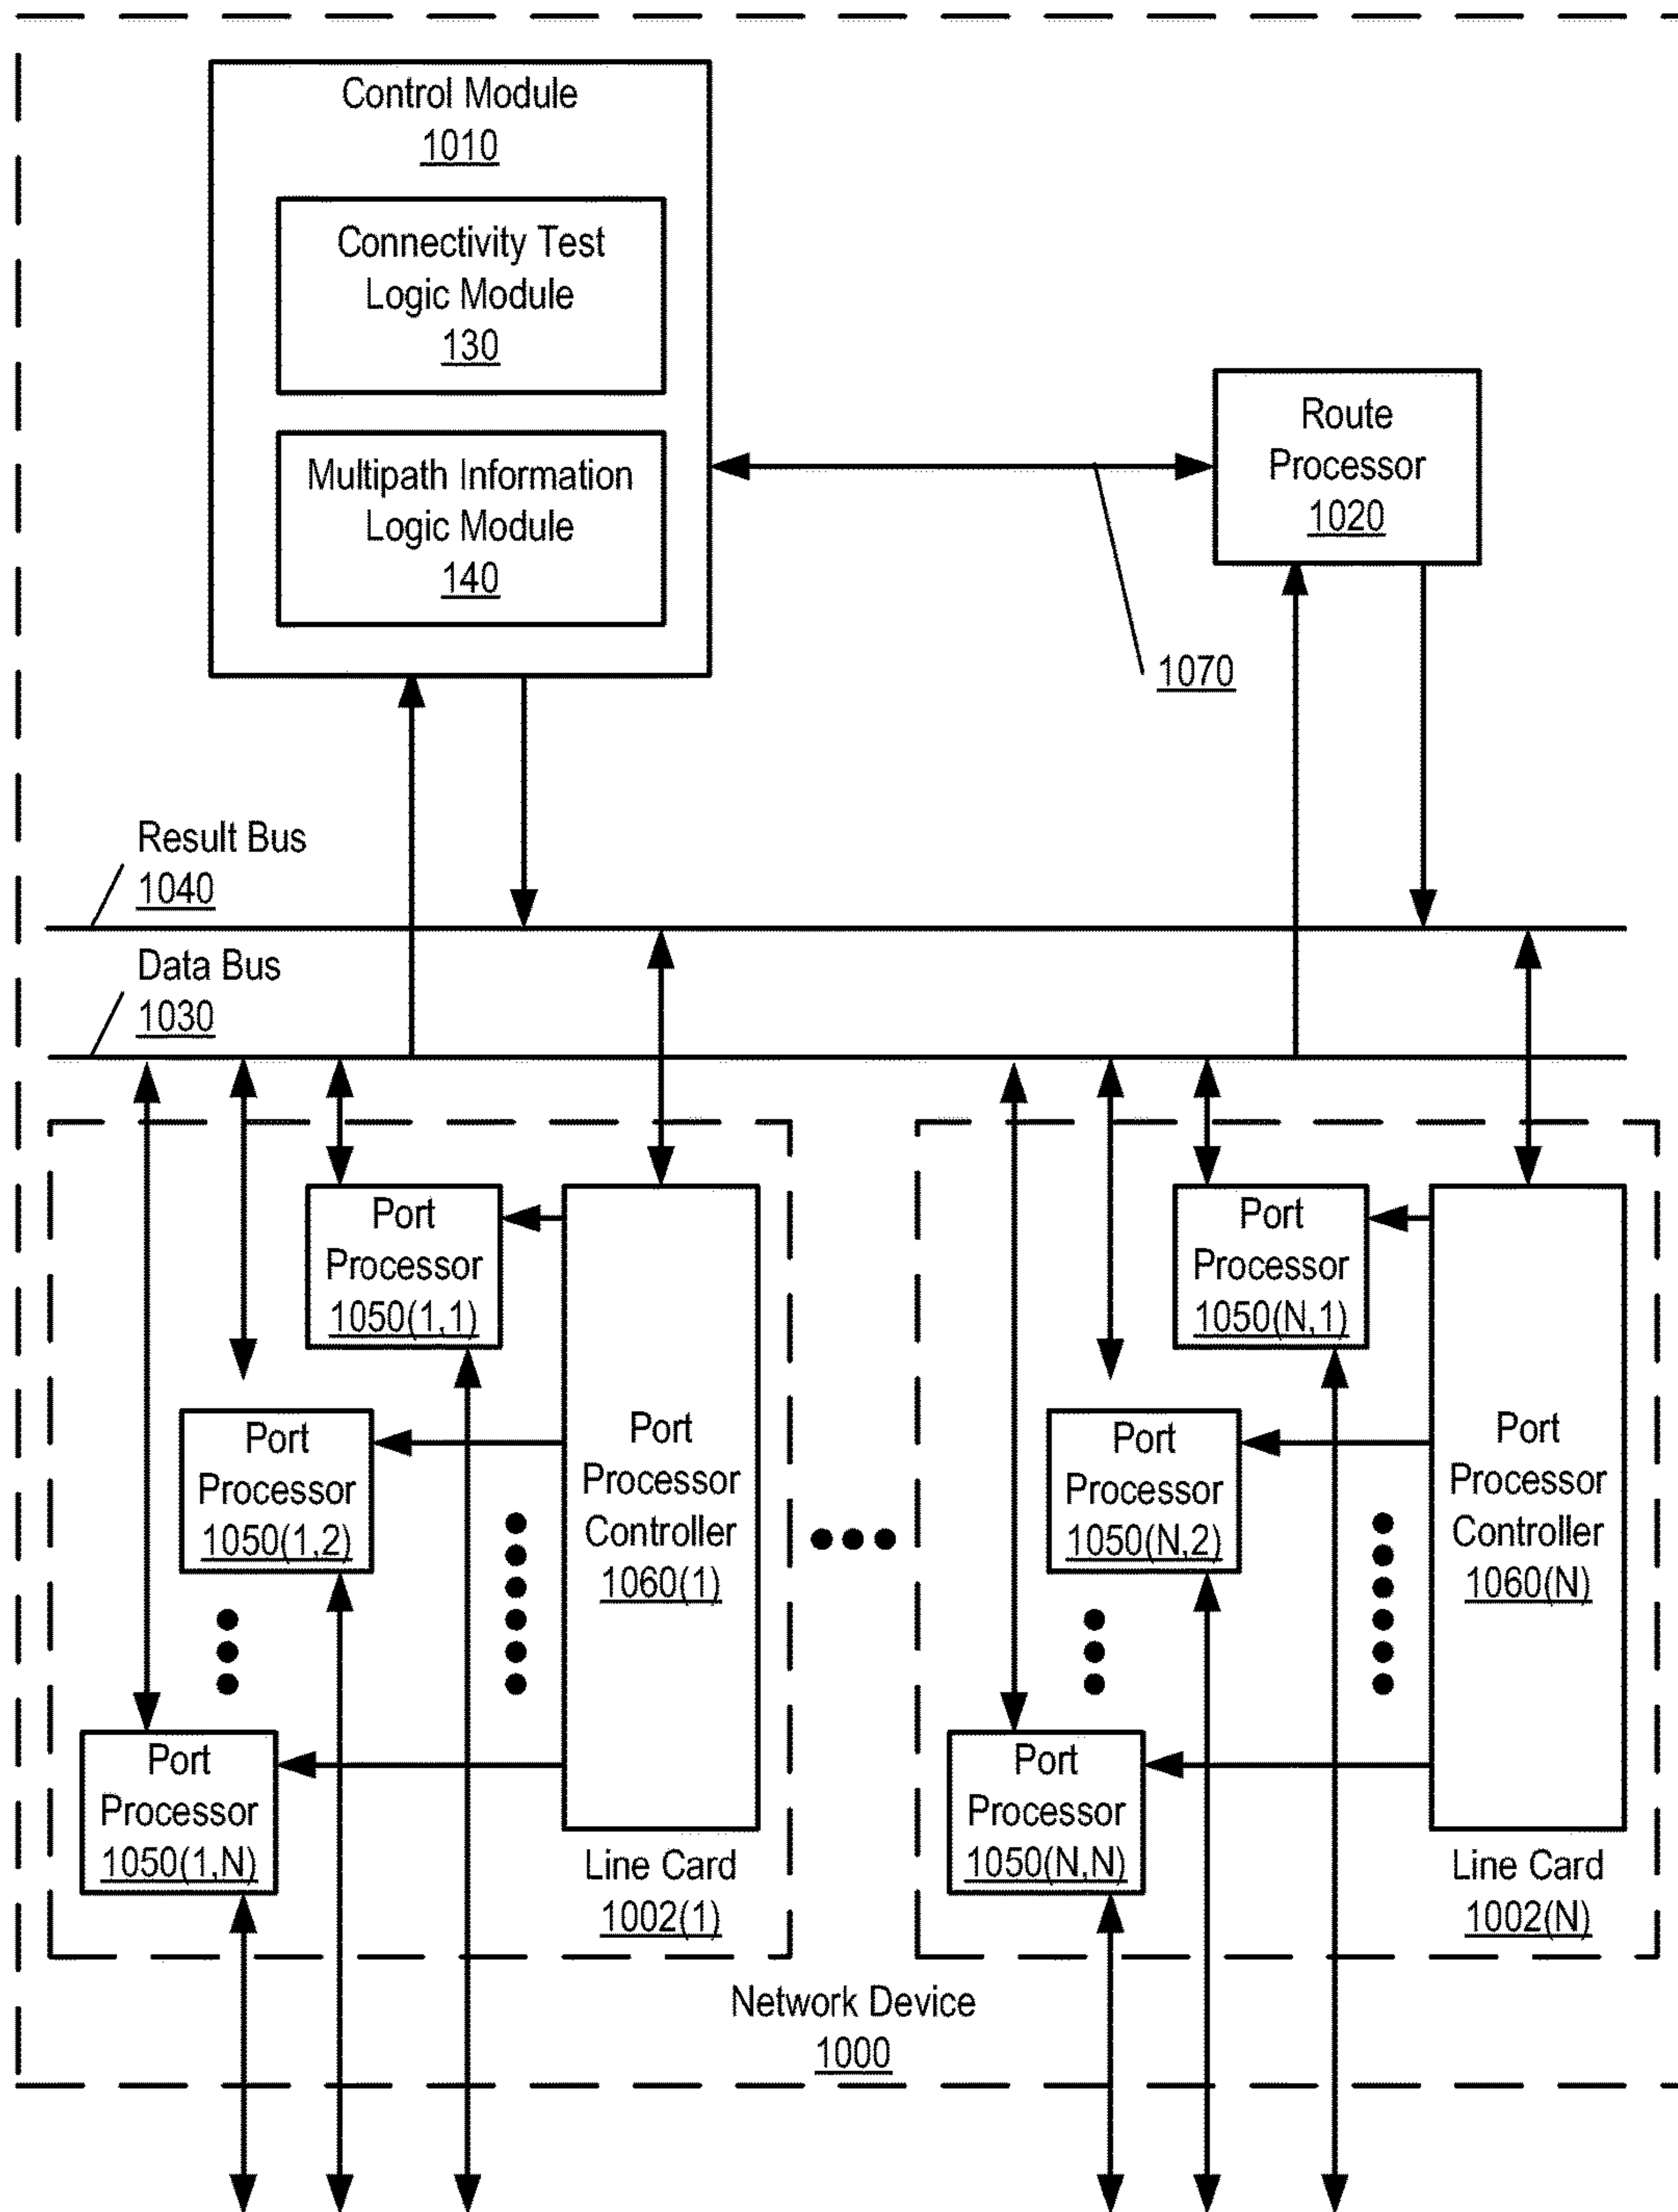 Control Module
1010
Connectivity Test
Logic Module
130
Multipath Information
Logic Module
140
Route
Processor
1020
1070
Result Bus
1040
Data Bus
1030
Port
Processor
1050(1,1)
Port
Processor
1050(1,2)
Port
Processor
1050(1,N)
Port
Processor
Controller
1060(1)
Line Card
1002(1)
Port
Processor
1050(N,1)
Port
Processor
1050(N,2)
Port
Processor
1050(N,N)
Port
Processor
Controller
1060(N)
Line Card
1002(N)
Network Device
1000